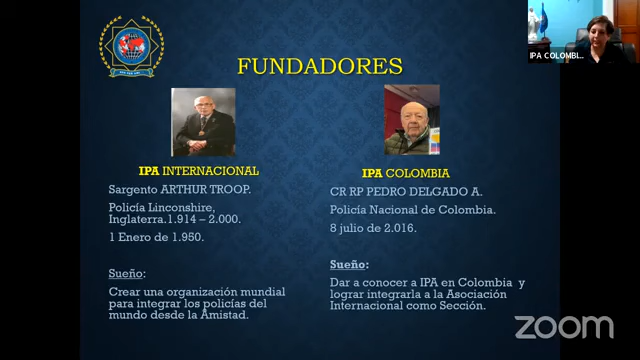 FUNDADORES
IPA INTERNACIONAL
Sargento ARTHUR TROOP.
Policía Linconshire,
Inglaterra.1.914 – 2.000.
1 Enero de 1.950.
Sueño:
Crear una organización mundial
para integrar los policías del
mundo desde la Amistad.
IPA COLOMBIA
CR RP PEDRO DELGADO A.
Policía Nacional de Colombia.
8 julio de 2.016.
Sueño:
Dar a conocer a IPA en Colombia y
lograr integrarla a la Asociación
Internacional como Sección.
IPA COLOMBI...
zoom